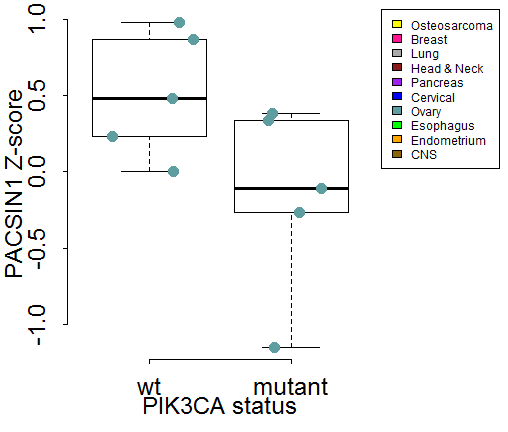 1.0
0.5
0.0
-0.5
-1.0
PACSIN1 Z-score
wt
mutant
PIK3CA status
Osteosarcoma
Breast
Lung
Head & Neck
Pancreas
Cervical
Ovary
Esophagus
Endometrium
CNS